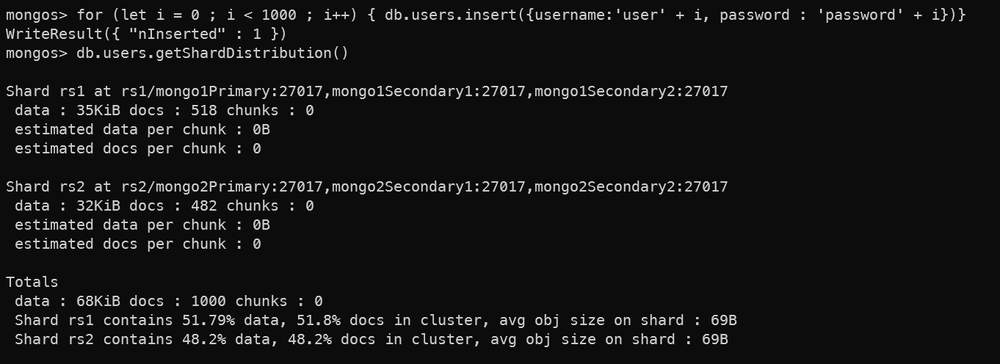 mongos> for (let i = 0 ; i < 1000 ; i++) { db.users.insert({username:'user' + i, password : 'password' + i})}
WriteResult({ "nInserted" : 1 })
mongos> db.users.getShardDistribution()
Shard rs1 at rs1/mongo1Primary:27017,mongo1Secondary1:27017,mongo1Secondary2:27017
data : 35KiB docs : 518 chunks : 0
estimated data per chunk : 0B
estimated docs per chunk : 0
Shard rs2 at rs2/mongo2Primary:27017,mongo2Secondary1:27017,mongo2Secondary2:27017
data : 32KiB docs : 482 chunks : 0
estimated data per chunk : 0B
estimated docs per chunk : 0
Totals
data : 68KiB docs : 1000 chunks : 0
Shard rs1 contains 51.79% data, 51.8% docs in cluster, avg obj size on shard : 69B
Shard rs2 contains 48.2% data, 48.2% docs in cluster, avg obj size on shard : 69B